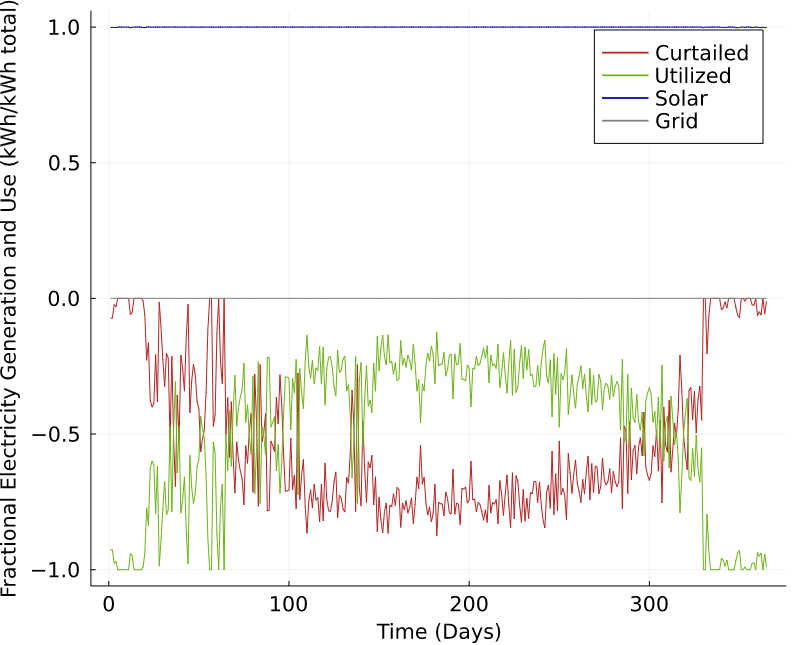 Fractional Electricity Generation and Use (kWh/kWh total)
1.0
0.5
0.0
−0.5
−1.0
0
100
200
300
Time (Days)
Curtailed
Utilized
Solar
Grid